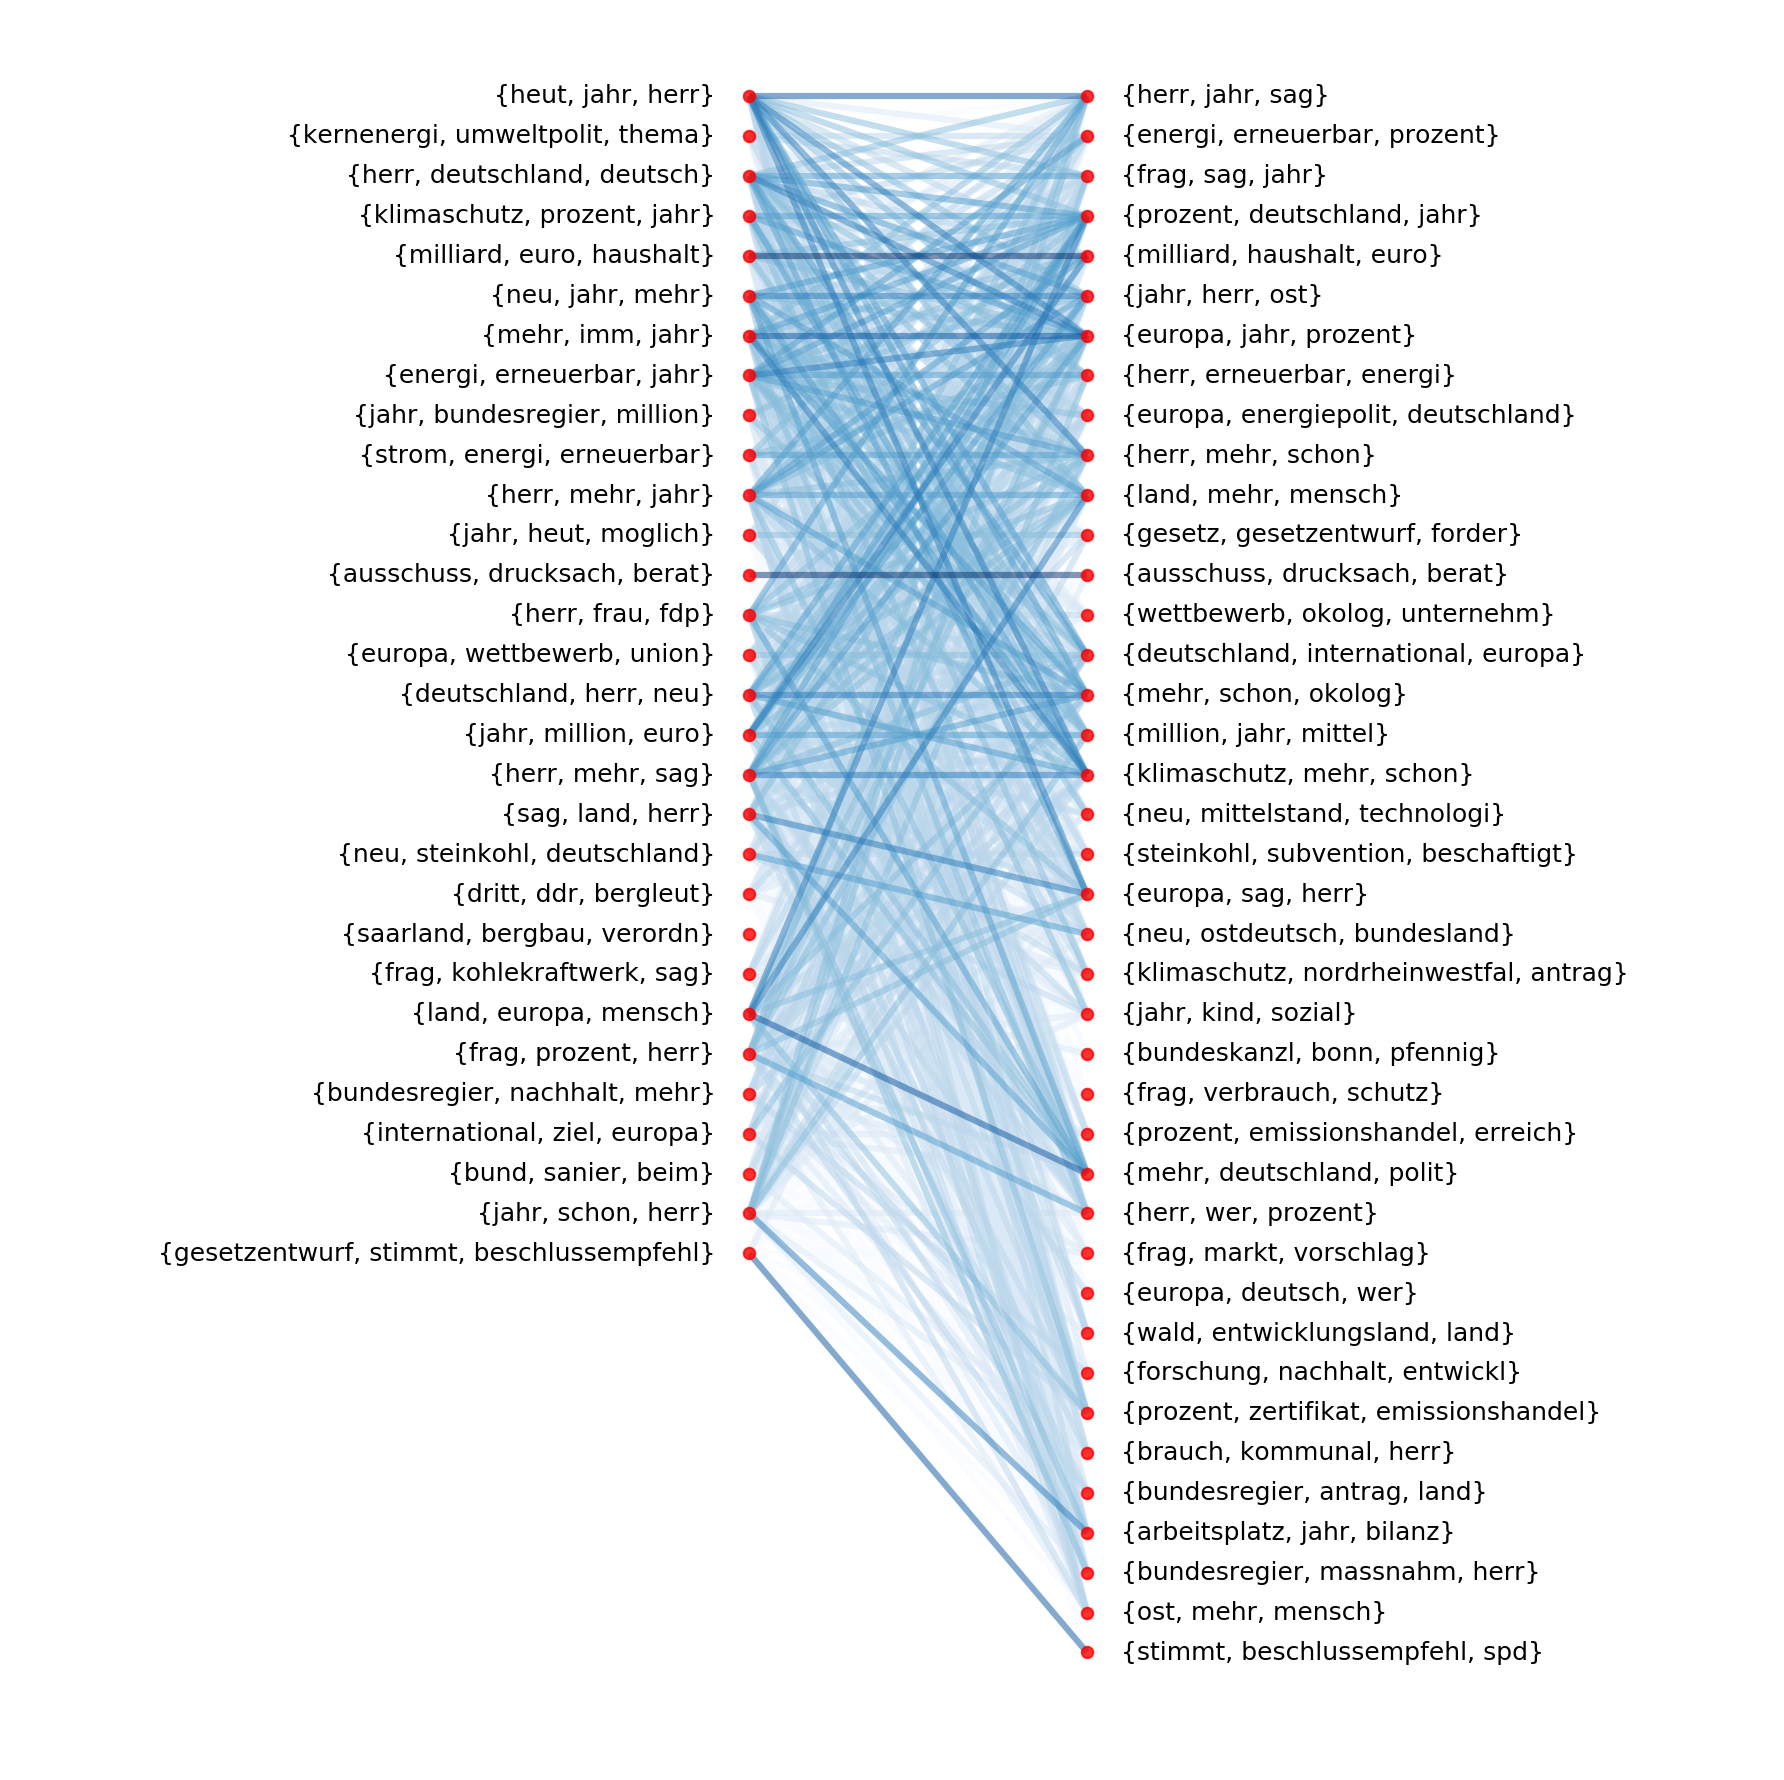 {heut, jahr, herr}
{kernenergi, umweltpolit, thema}
{herr, deutschland, deutsch}
{klimaschutz, prozent, jahr}
{milliard, euro, haushalt}
{neu, jahr, mehr}
{mehr, imm, jahr}
{energi, erneuerbar, jahr}
{jahr, bundesregier, million}
{strom, energi, erneuerbar}
{herr, mehr, jahr}
{jahr, heut, moglich}
{ausschuss, drucksach, berat}
{herr, frau, fdp}
{europa, wettbewerb, union}
{deutschland, herr, neu}
{jahr, million, euro}
{herr, mehr, sag}
{sag, land, herr}
{neu, steinkohl, deutschland}
{dritt, ddr, bergleut}
{saarland, bergbau, verordn}
{frag, kohlekraftwerk, sag}
{land, europa, mensch}
{frag, prozent, herr}
{bundesregier, nachhalt, mehr}
{international, ziel, europa}
{bund, sanier, beim}
{jahr, schon, herr}
{gesetzentwurf, stimmt, beschlussempfehl}
{herr, jahr, sag}
{energi, erneuerbar, prozent}
{frag, sag, jahr}
{prozent, deutschland, jahr}
{milliard, haushalt, euro}
{jahr, herr, ost}
{europa, jahr, prozent}
{herr, erneuerbar, energi}
{europa, energiepolit, deutschland}
{herr, mehr, schon}
{land, mehr, mensch}
{gesetz, gesetzentwurf, forder}
{ausschuss, drucksach, berat}
{wettbewerb, okolog, unternehm}
{deutschland, international, europa}
{mehr, schon, okolog}
{million, jahr, mittel}
{klimaschutz, mehr, schon}
{neu, mittelstand, technologi}
{steinkohl, subvention, beschaftigt}
{europa, sag, herr}
{neu, ostdeutsch, bundesland}
{klimaschutz, nordrheinwestfal, antrag}
{jahr, kind, sozial}
{bundeskanzl, bonn, pfennig}
{frag, verbrauch, schutz}
{prozent, emissionshandel, erreich}
{mehr, deutschland, polit}
{herr, wer, prozent}
{frag, markt, vorschlag}
{europa, deutsch, wer}
{wald, entwicklungsland, land}
{forschung, nachhalt, entwickl}
{prozent, zertifikat, emissionshandel}
{brauch, kommunal, herr}
{bundesregier, antrag, land}
{arbeitsplatz, jahr, bilanz}
{bundesregier, massnahm, herr}
{ost, mehr, mensch}
{stimmt, beschlussempfehl, spd}